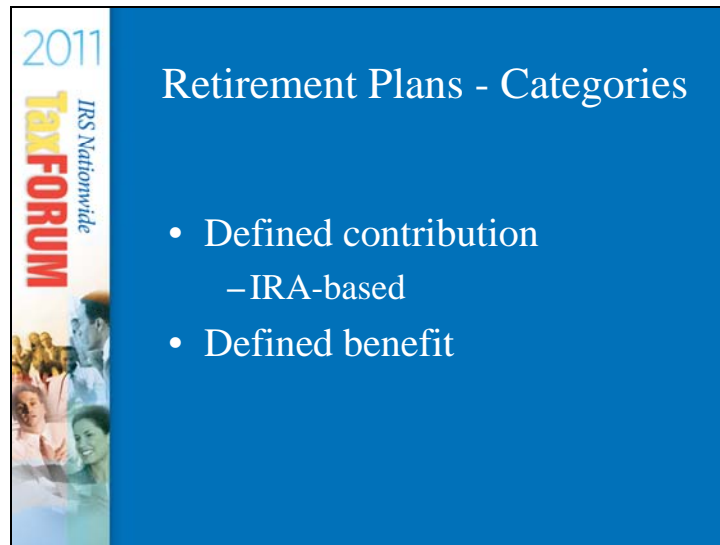 2011
IRS Nationwide
TaxFORUM
Retirement Plans - Categories
• Defined contribution
– IRA-based
• Defined benefit